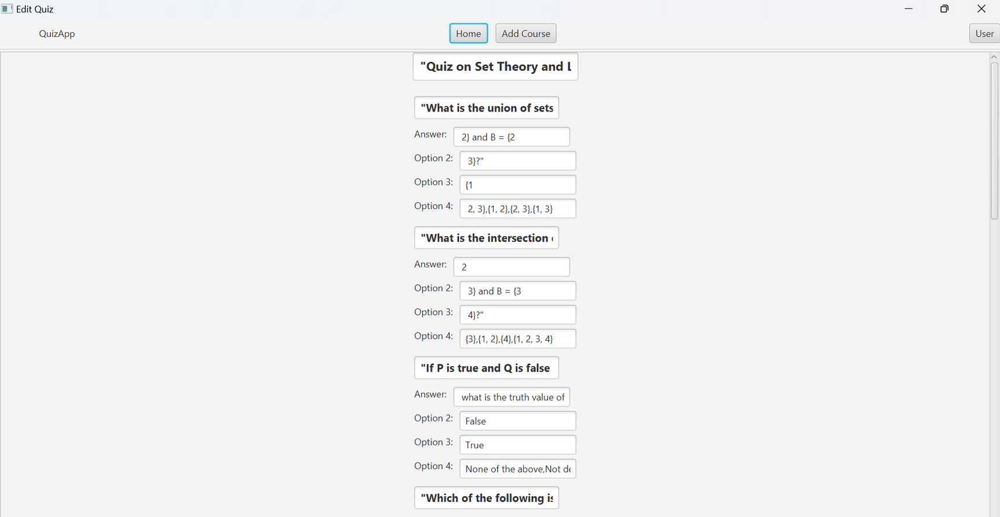 Edit Quiz
QuizApp Home Add Course User
"Quiz on Set Theory and L
"What is the union of sets
Answer: 2} and B = {2
Option 2: 3}?"
Option 3: {1
Option 4: 2, 3},{1, 2},{2, 3},{1, 3}
"What is the intersection
Answer: 2
Option 2: 3} and B = {3
Option 3: 4}?"
Option 4: {3},{1, 2},{4},{1, 2, 3, 4}
"If P is true and Q is false
Answer: what is the truth value of
Option 2: False
Option 3: True
Option 4: None of the above,Not de
"Which of the following is